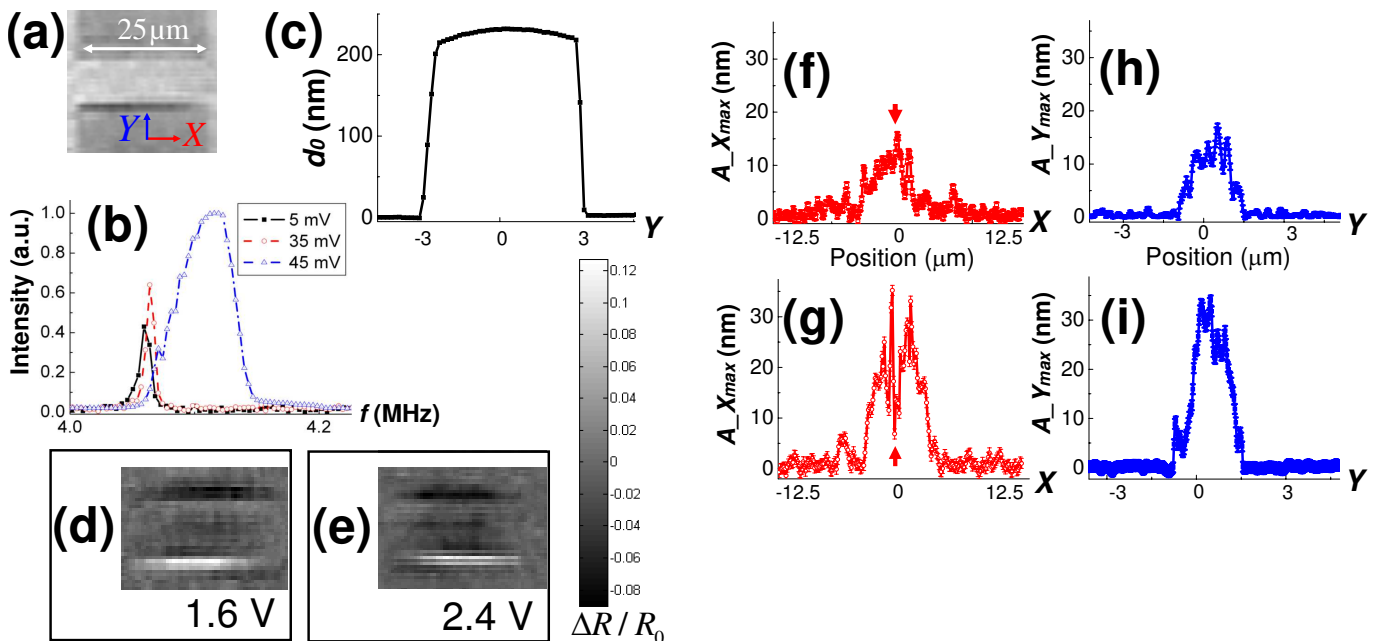 (a)
25 μm
Y
X
(b)
Intensity (a.u.)
1.0
0.8
0.6
0.4
0.2
0.0
5 mV
35 mV
45 mV
4.0
4.2
f (MHz)
(c)
d0 (nm)
200
100
0
-3
0
3
Y
(d)
1.6 V
(e)
2.4 V
0.12
0.1
0.08
0.06
0.04
0.02
0
-0.02
-0.04
-0.06
-0.08
ΔR / R0
(f)
A_Xmax (nm)
30
20
10
0
-12.5
0
12.5
X
Position (μm)
(g)
A_Xmax (nm)
30
20
10
0
-12.5
0
12.5
X
(h)
A_Ymax (nm)
30
20
10
0
-3
0
3
Y
Position (μm)
(i)
A_Ymax (nm)
30
20
10
0
-3
0
3
Y